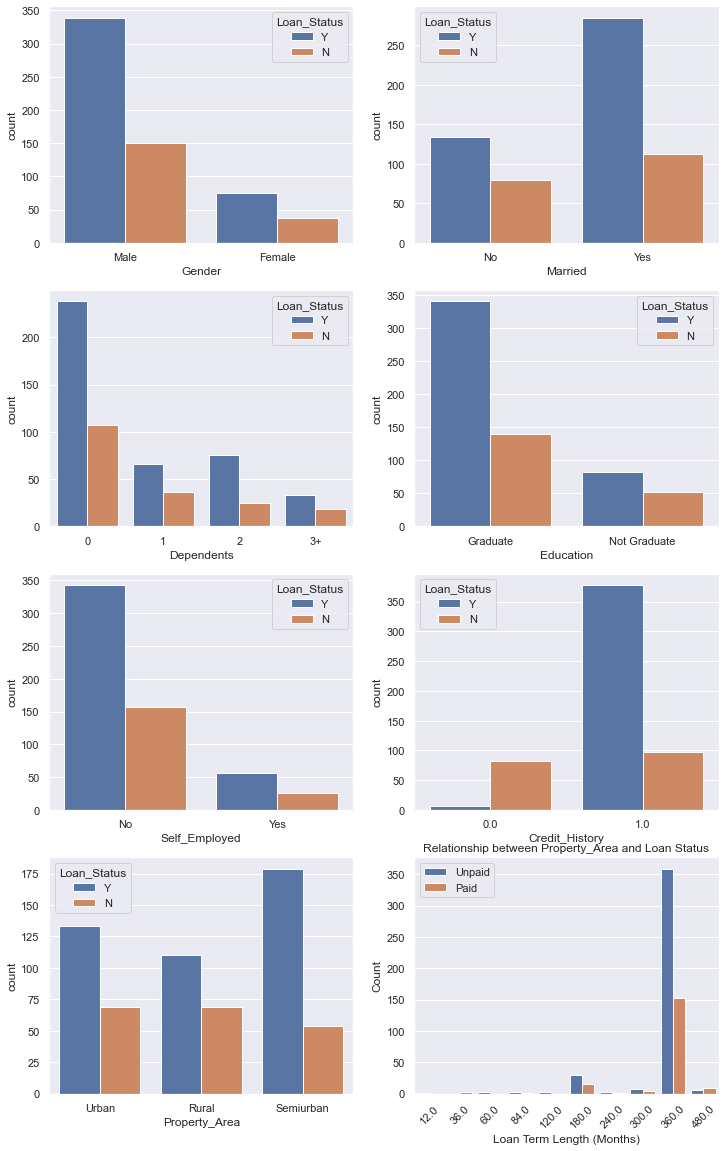 Loan_Status
Y
N
350
300
250
200
150
100
50
0
count
Male Female
Gender
Loan_Status
Y
N
250
200
150
100
50
0
count
No Yes
Married
Loan_Status
Y
N
200
150
100
50
0
count
0 1 2 3+
Dependents
Loan_Status
Y
N
350
300
250
200
150
100
50
0
count
Graduate Not Graduate
Education
Loan_Status
Y
N
350
300
250
200
150
100
50
0
count
No Yes
Self_Employed
Loan_Status
Y
N
350
300
250
200
150
100
50
0
count
0.0 1.0
Credit_History
Loan_Status
Y
N
175
150
125
100
75
50
25
0
count
Urban Rural Semiurban
Property_Area
Relationship between Property_Area and Loan Status
Unpaid
Paid
350
300
250
200
150
100
50
0
Count
12.0 36.0 60.0 84.0 120.0 180.0 240.0 300.0 360.0 480.0
Loan Term Length (Months)